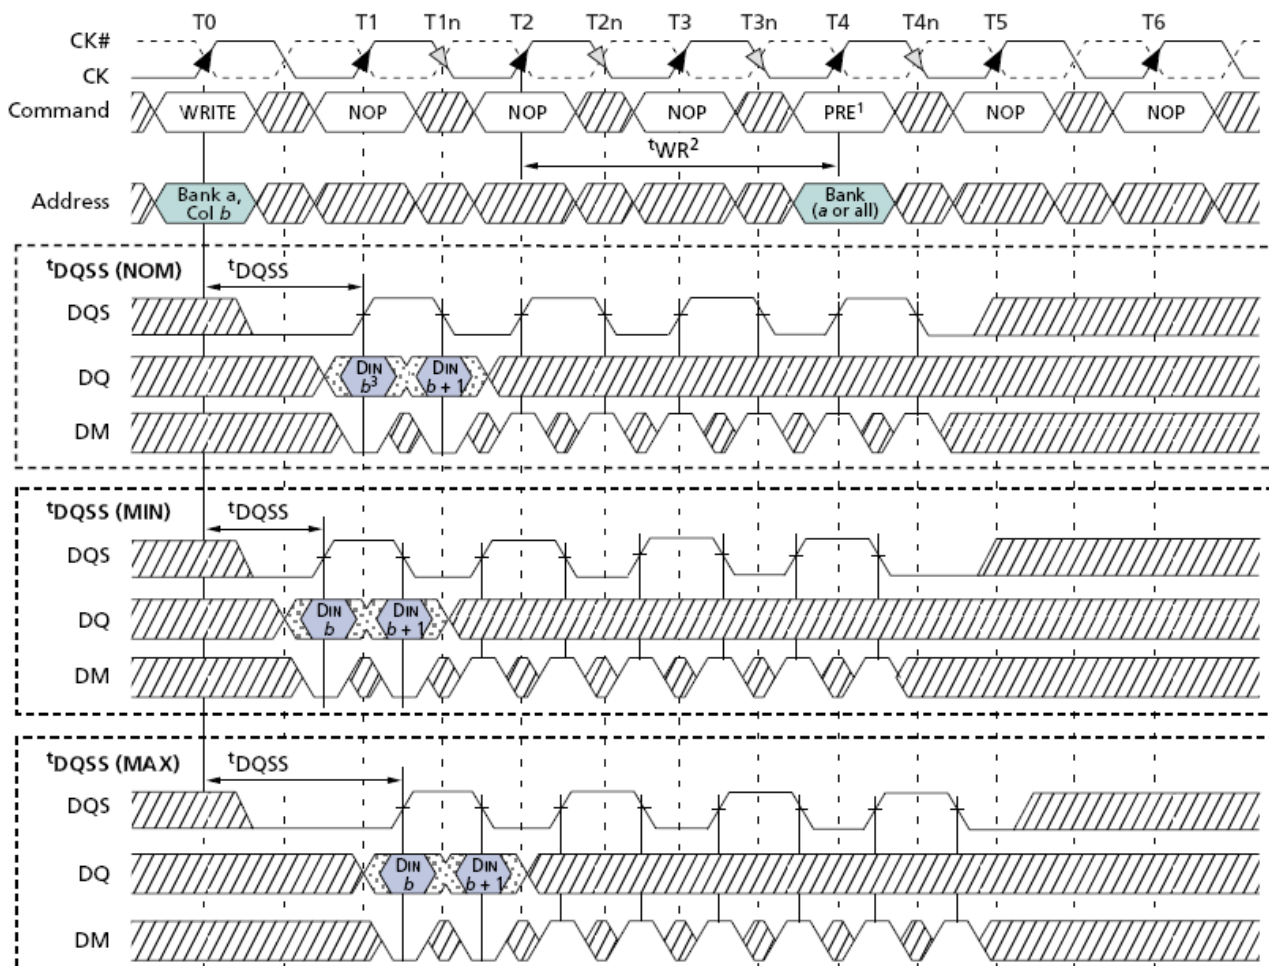 T0 T1 T1n T2 T2n T3 T3n T4 T4n T5 T6
CK#
CK
Command WRITE NOP NOP NOP PRE¹ NOP NOP
ᵗWR²
Address Bank a, Col b Bank (a or all)
ᵗDQSS (NOM) ᵗDQSS
DQS
DQ DIN b³ DIN b + 1
DM
ᵗDQSS (MIN) ᵗDQSS
DQS
DQ DIN b DIN b + 1
DM
ᵗDQSS (MAX) ᵗDQSS
DQS
DQ DIN b DIN b + 1
DM